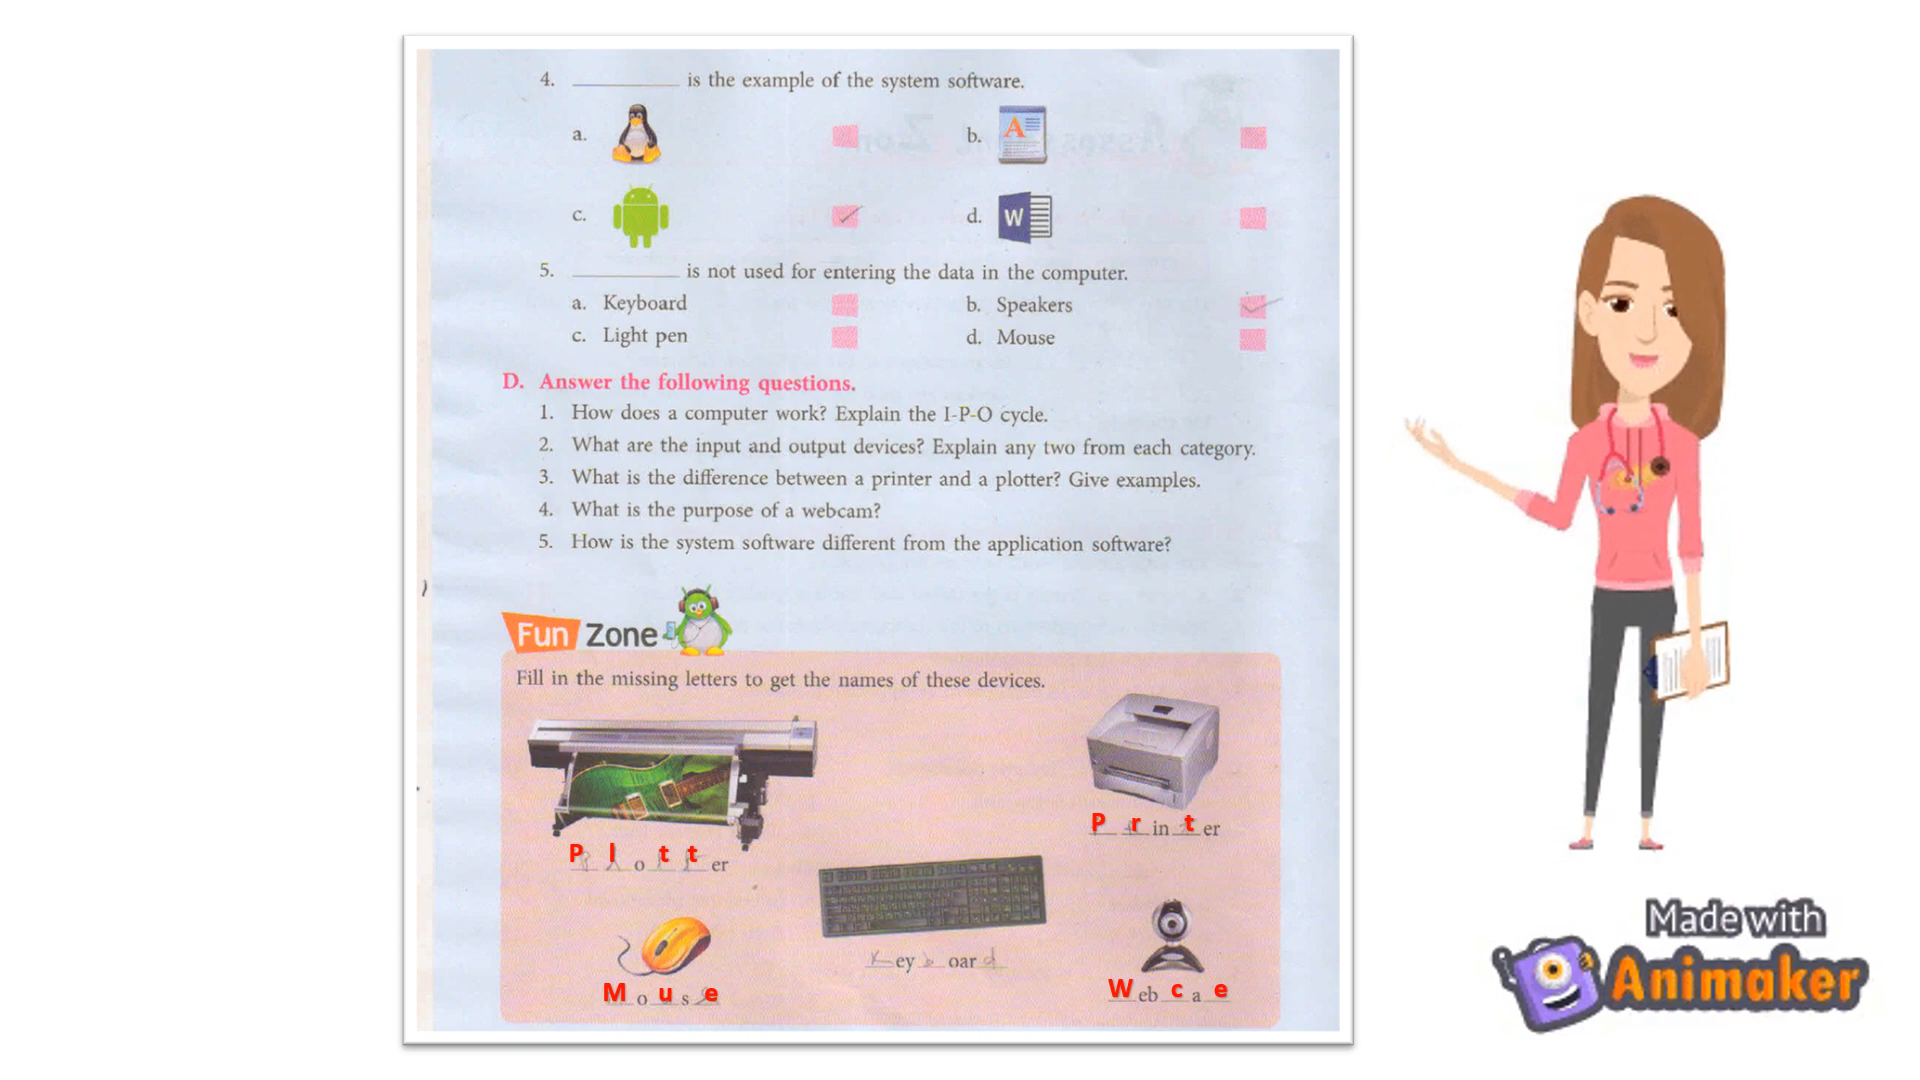 4. ________ is the example of the system software.
a. b. A
c. d. W
5. ________ is not used for entering the data in the computer.
a. Keyboard b. Speakers
c. Light pen d. Mouse
D. Answer the following questions.
1. How does a computer work? Explain the I-P-O cycle.
2. What are the input and output devices? Explain any two from each category.
3. What is the difference between a printer and a plotter? Give examples.
4. What is the purpose of a webcam?
5. How is the system software different from the application software?
Fun Zone
Fill in the missing letters to get the names of these devices.
P r in t er
P l o t t er
K ey b oar d
M o u s e
W eb c a e
Made with
Animaker